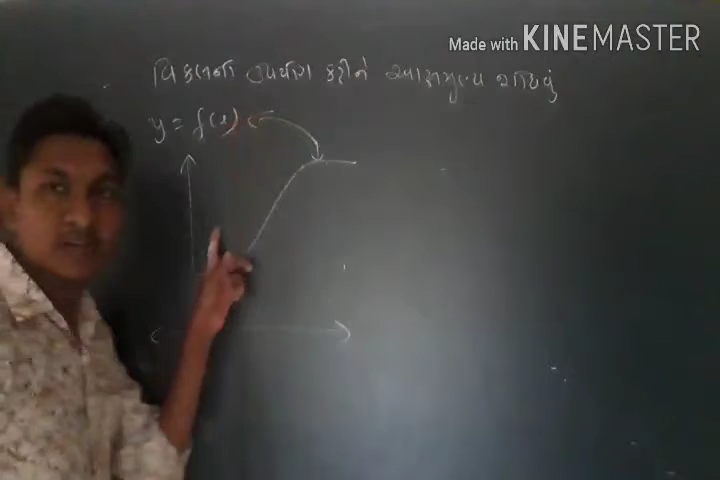 Made with KINEMASTER
વિકલનનો ઉપયોગ કરીને આસન્નમૂલ્ય શોધવું
y = f(x)